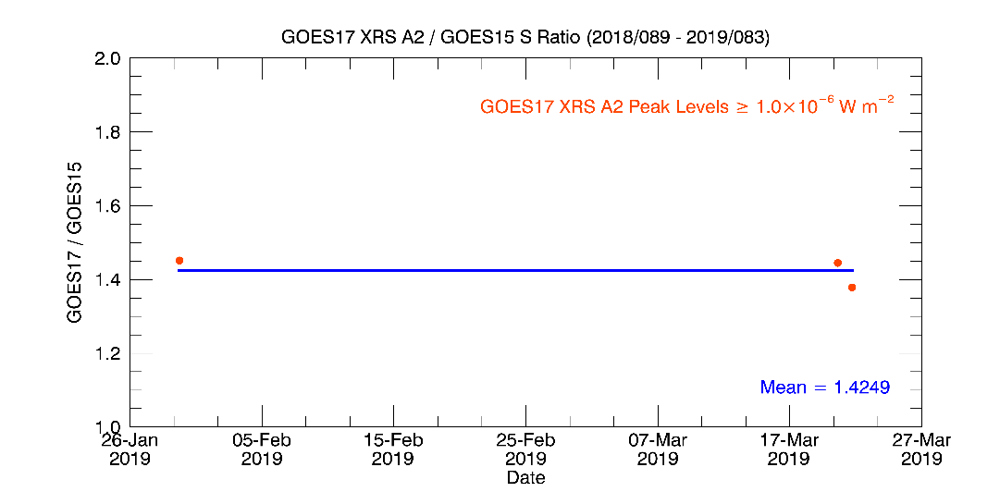 GOES17 XRS A2 / GOES15 S Ratio (2018/089 - 2019/083)
2.0
GOES17 XRS A2 Peak Levels ≥ 1.0×10⁻⁶ W m⁻²
1.8
1.6
GOES17 / GOES15
1.4
1.2
Mean = 1.4249
1.0
26-Jan 05-Feb 15-Feb 25-Feb 07-Mar 17-Mar 27-Mar
2019 2019 2019 2019 2019 2019 2019
Date